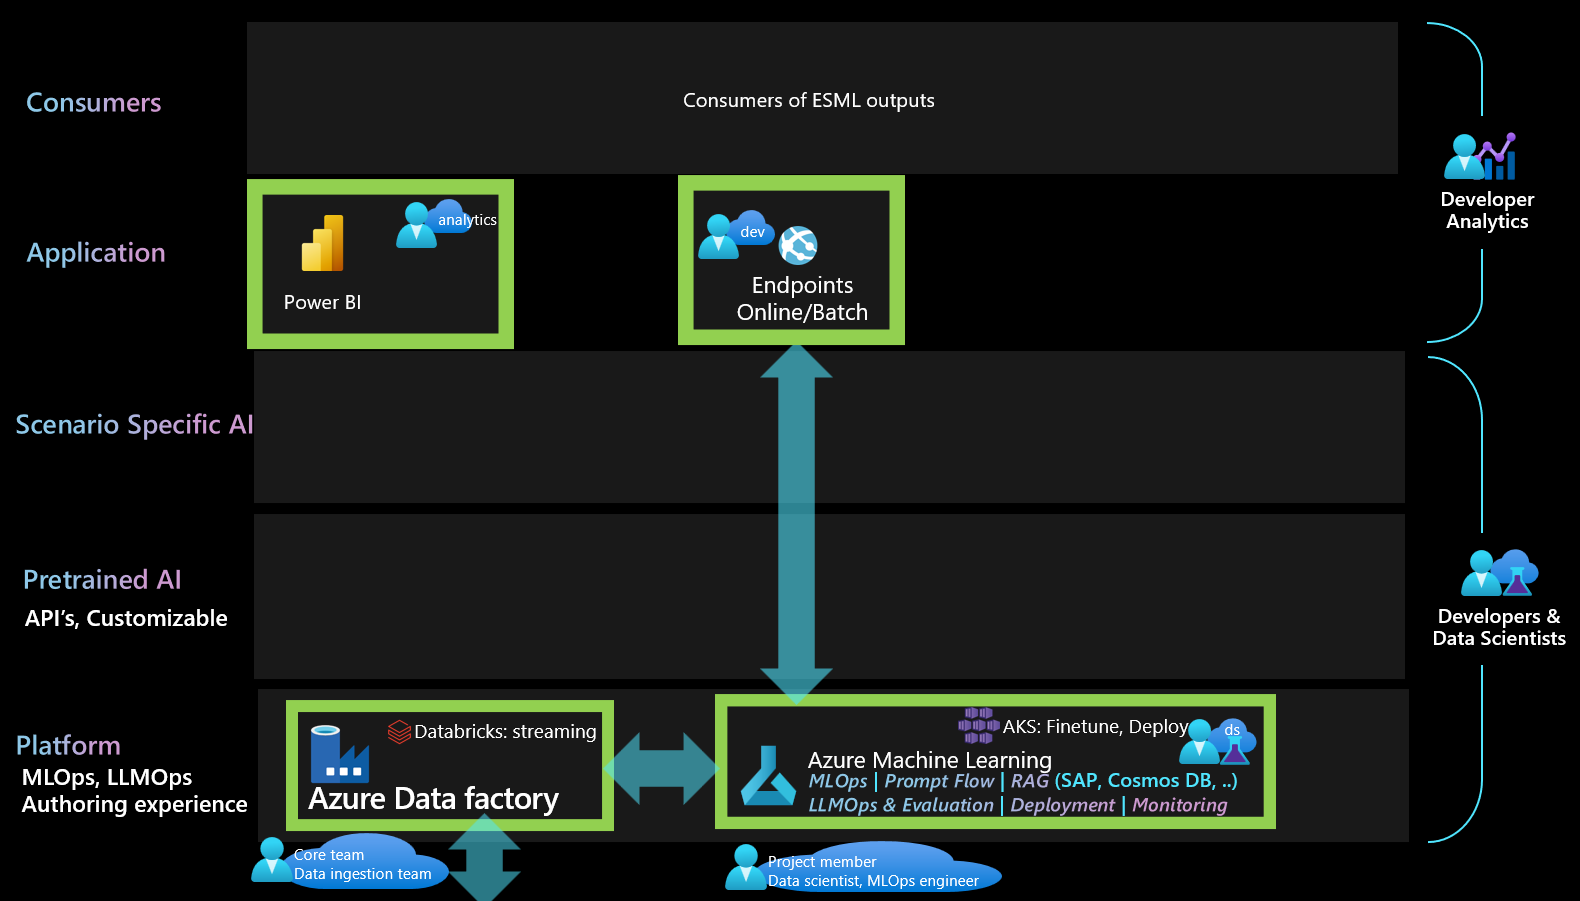 Consumers
Consumers of ESML outputs
Developer
Analytics
Application
analytics
Power BI
dev
Endpoints
Online/Batch
Scenario Specific AI
Pretrained AI
API's, Customizable
Developers &
Data Scientists
Platform
MLOps, LLMOps
Authoring experience
Databricks: streaming
Azure Data factory
AKS: Finetune, Deploy
ds
Azure Machine Learning
MLOps | Prompt Flow | RAG (SAP, Cosmos DB, ..)
LLMOps & Evaluation | Deployment | Monitoring
Core team
Data ingestion team
Project member
Data scientist, MLOps engineer